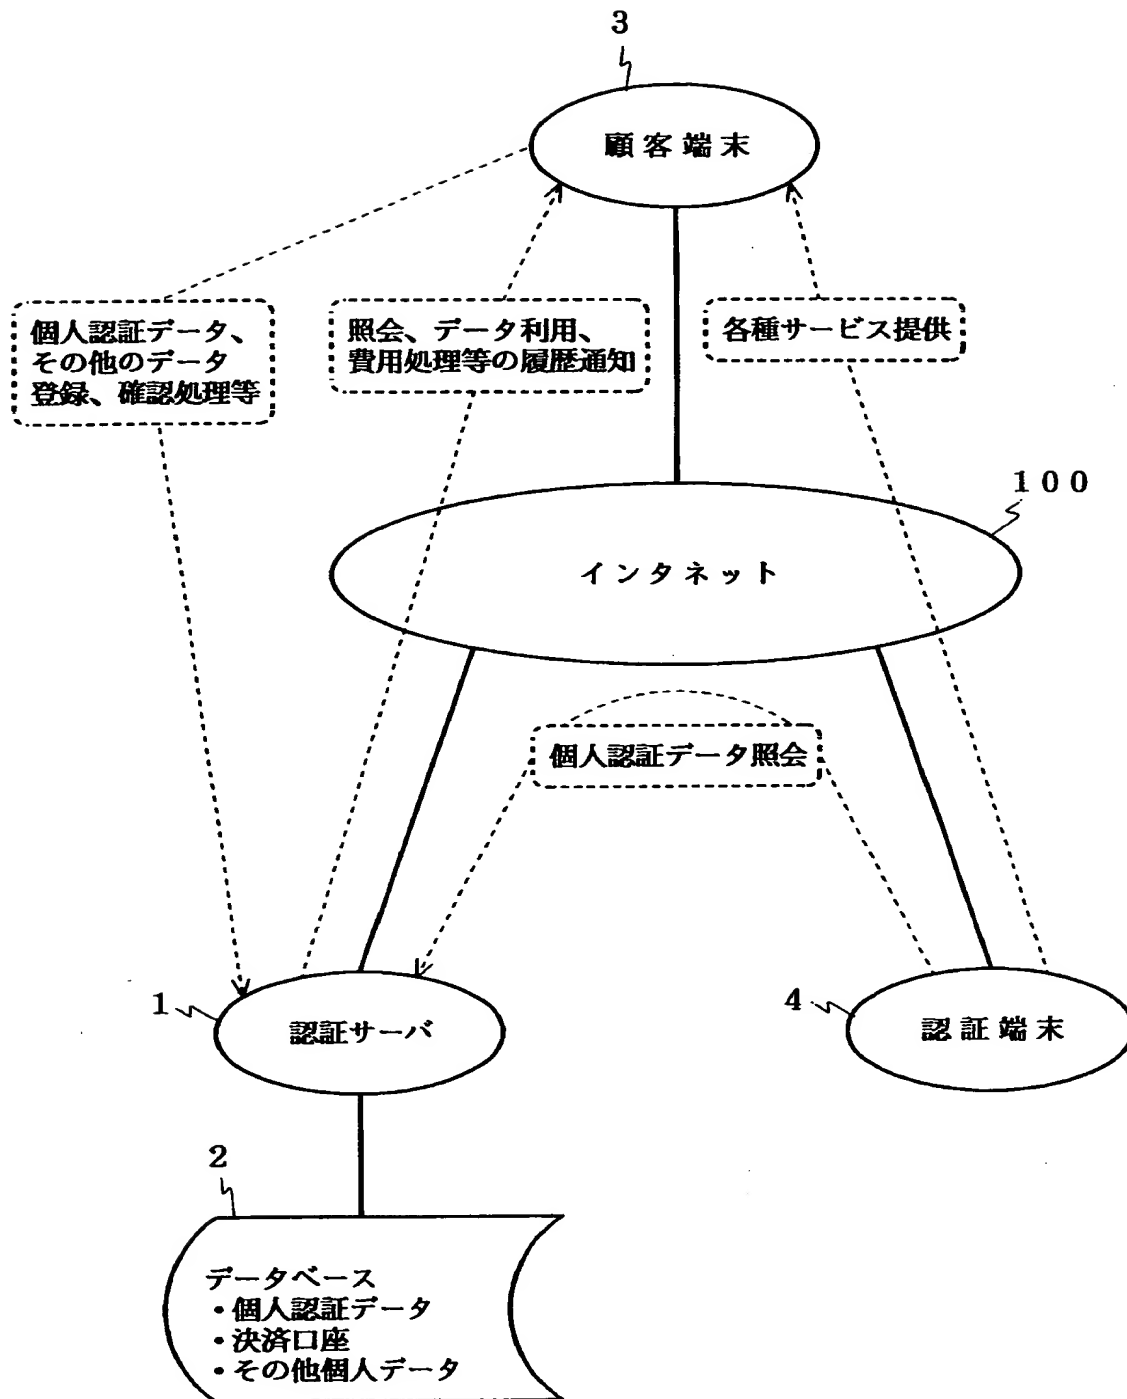 3
顧客端末
個人認証データ、
その他のデータ
登録、確認処理等
照会、データ利用、
費用処理等の履歴通知
各種サービス提供
100
インタネット
個人認証データ照会
1
認証サーバ
4
認証端末
2
データベース
・個人認証データ
・決済口座
・その他個人データ